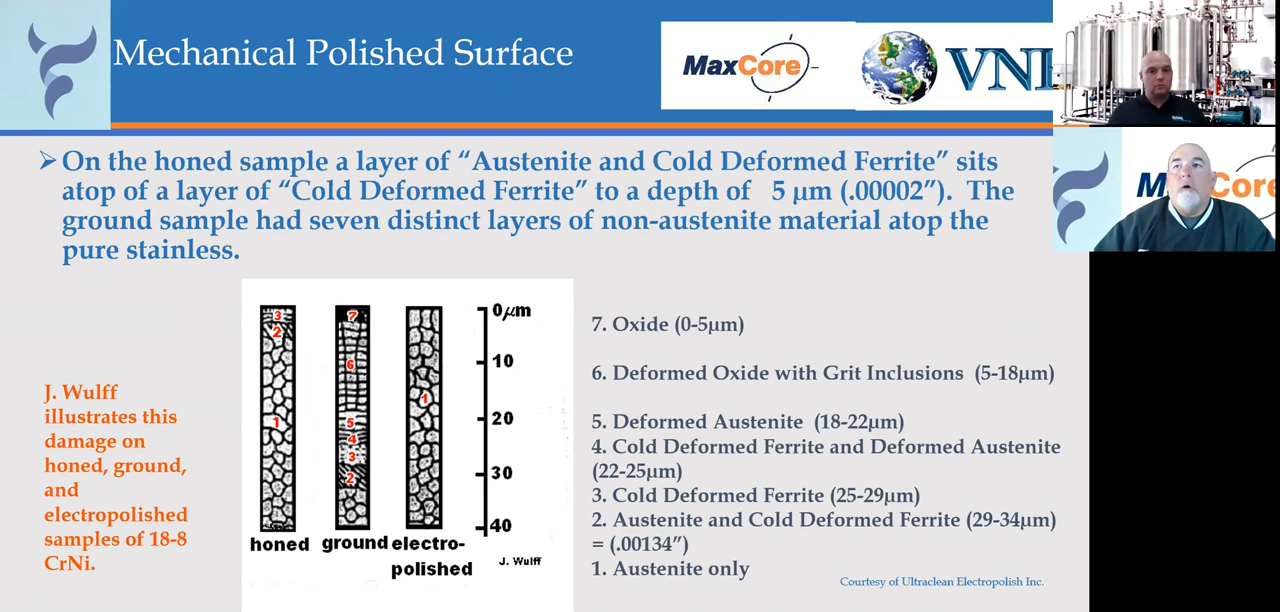 Mechanical Polished Surface
MaxCore
VNE
➢ On the honed sample a layer of “Austenite and Cold Deformed Ferrite” sits
atop of a layer of “Cold Deformed Ferrite” to a depth of 5 μm (.00002”). The
ground sample had seven distinct layers of non-austenite material atop the
pure stainless.
J. Wulff
illustrates this
damage on
honed, ground,
and
electropolished
samples of 18-8
CrNi.
3
2
1
honed
7
6
5
4
3
2
ground
1
electro-
polished
0μm
10
20
30
40
J. Wulff
7. Oxide (0-5μm)
6. Deformed Oxide with Grit Inclusions (5-18μm)
5. Deformed Austenite (18-22μm)
4. Cold Deformed Ferrite and Deformed Austenite
(22-25μm)
3. Cold Deformed Ferrite (25-29μm)
2. Austenite and Cold Deformed Ferrite (29-34μm)
= (.00134”)
1. Austenite only
Courtesy of Ultraclean Electropolish Inc.
Core